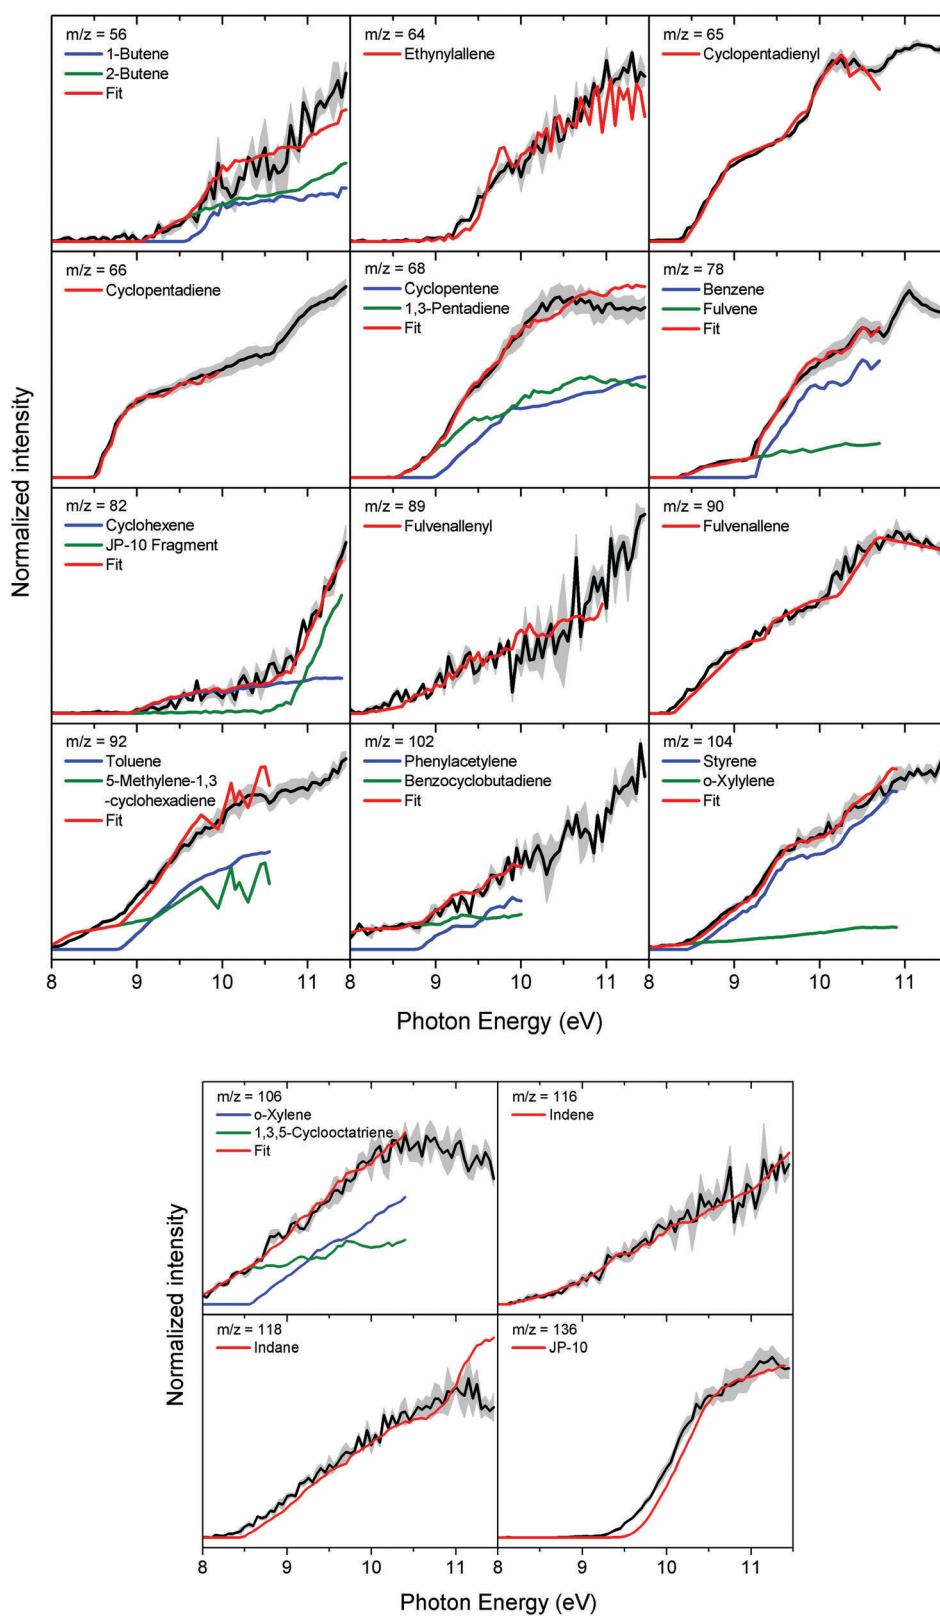 m/z = 56
1-Butene
2-Butene
Fit
m/z = 64
Ethynylallene
m/z = 65
Cyclopentadienyl
m/z = 66
Cyclopentadiene
m/z = 68
Cyclopentene
1,3-Pentadiene
Fit
m/z = 78
Benzene
Fulvene
Fit
m/z = 82
Cyclohexene
JP-10 Fragment
Fit
m/z = 89
Fulvenallenyl
m/z = 90
Fulvenallene
m/z = 92
Toluene
5-Methylene-1,3
-cyclohexadiene
Fit
m/z = 102
Phenylacetylene
Benzocyclobutadiene
Fit
m/z = 104
Styrene
o-Xylylene
Fit
Normalized intensity
8 9 10 11 8 9 10 11 8 9 10 11
Photon Energy (eV)
m/z = 106
o-Xylene
1,3,5-Cyclooctatriene
Fit
m/z = 116
Indene
m/z = 118
Indane
m/z = 136
JP-10
Normalized intensity
8 9 10 11 8 9 10 11
Photon Energy (eV)